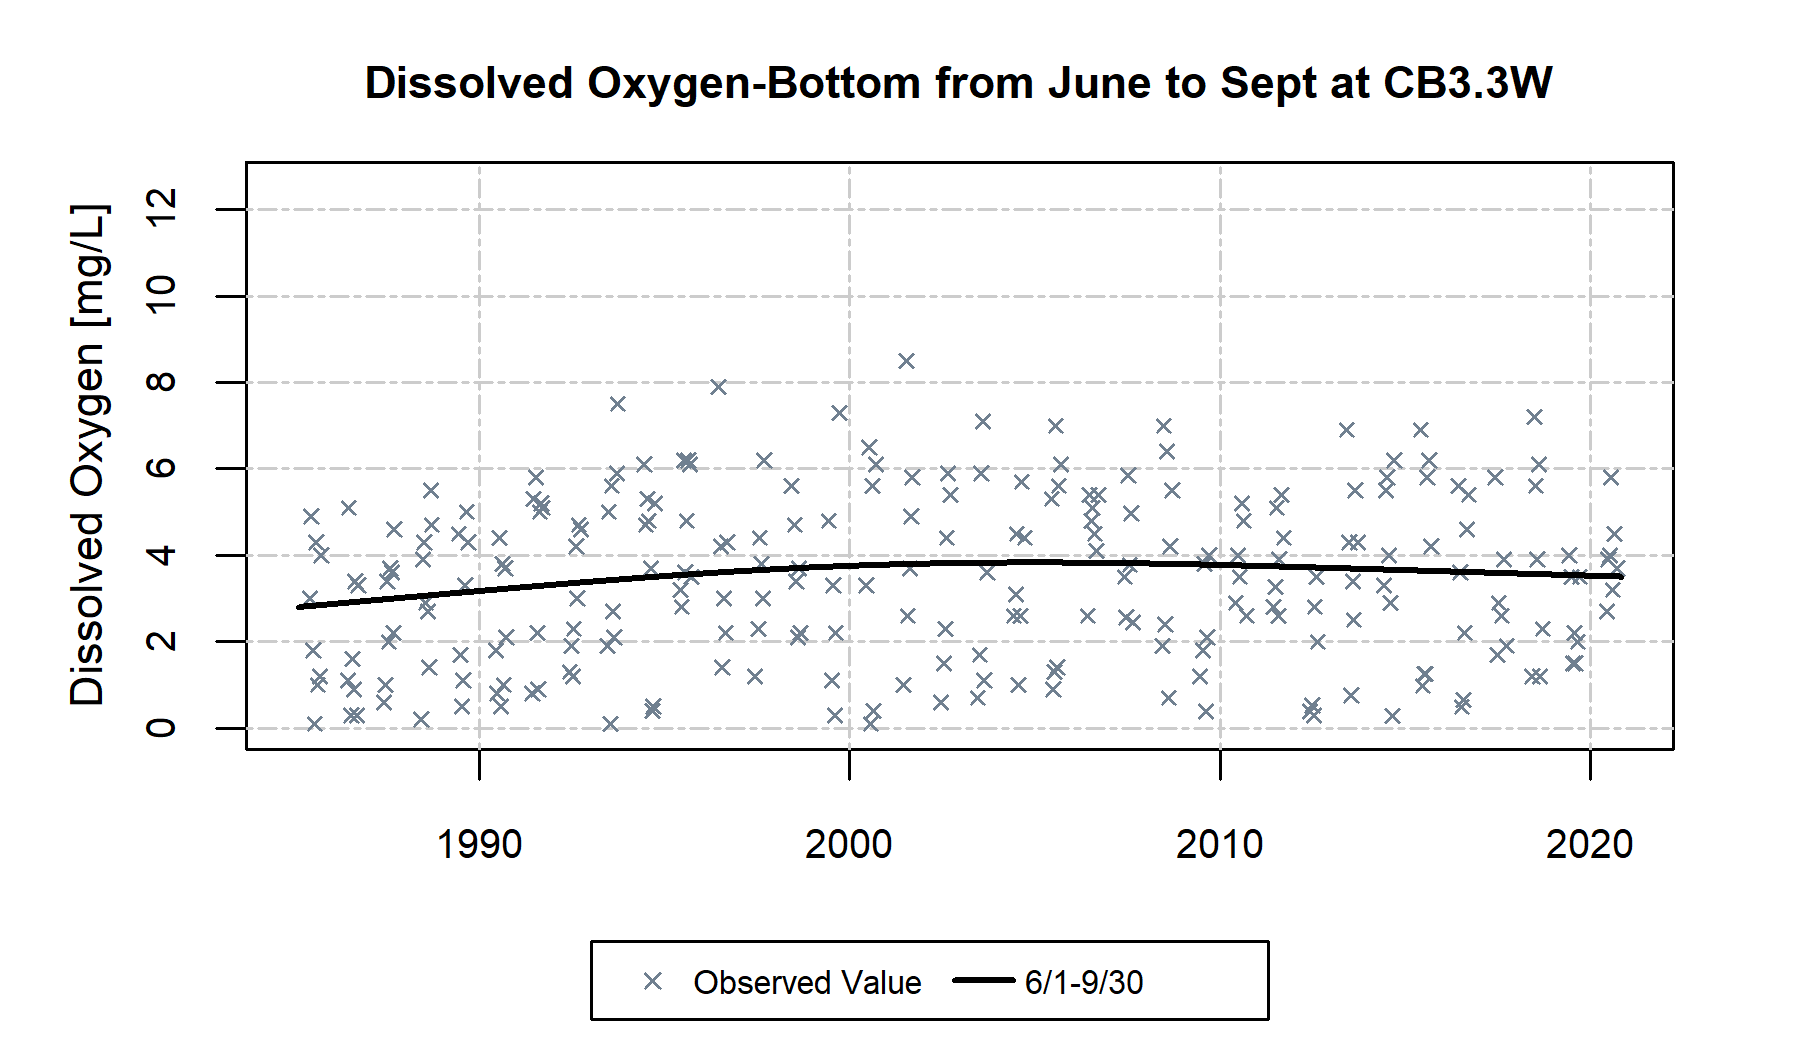 Dissolved Oxygen-Bottom from June to Sept at CB3.3W
Dissolved Oxygen [mg/L]
12
10
8
6
4
2
0
1990 2000 2010 2020
Observed Value 6/1-9/30